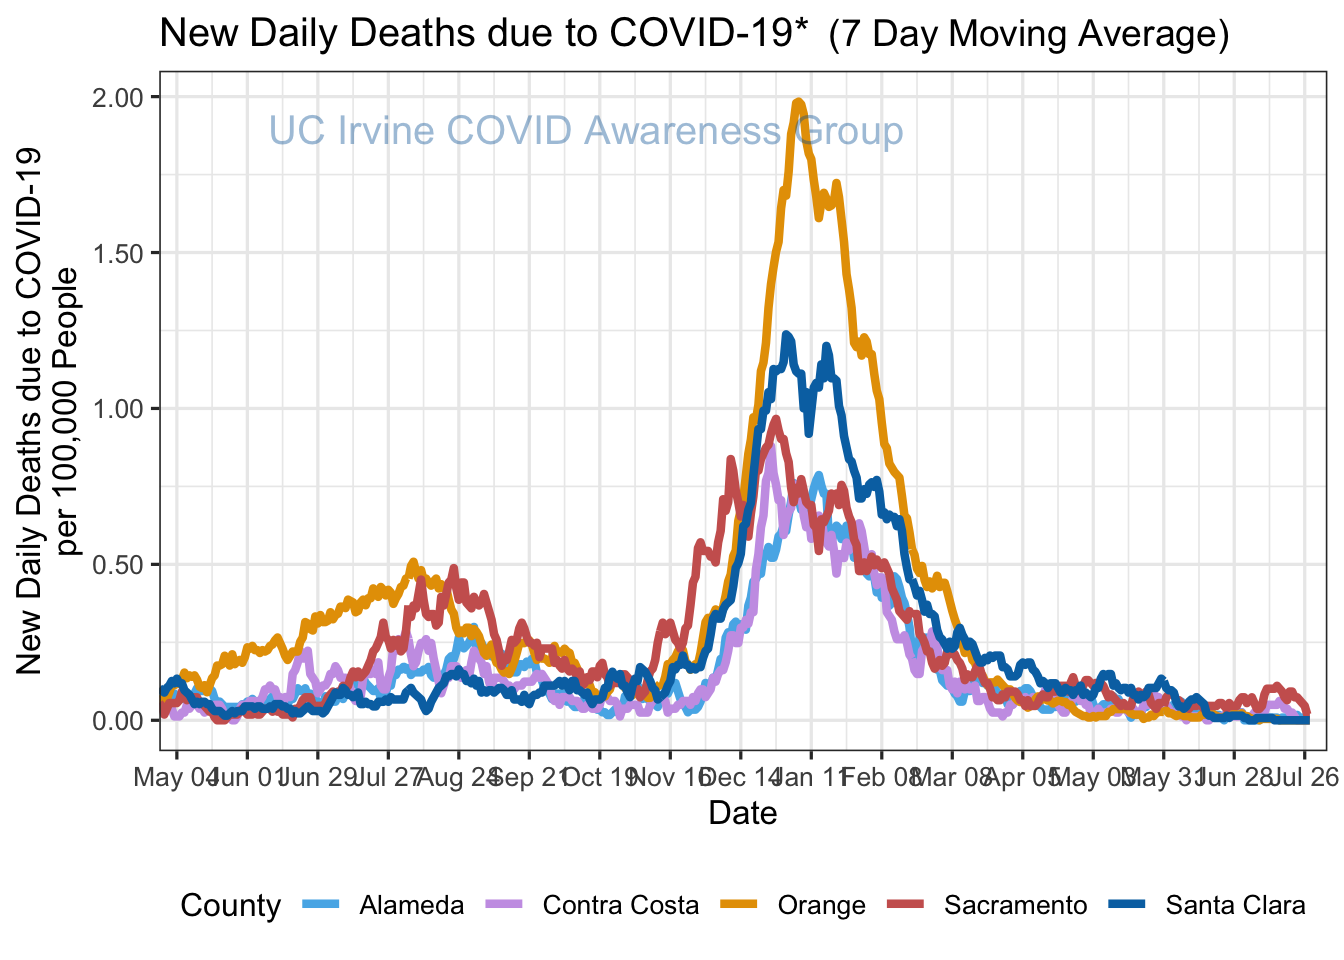 New Daily Deaths due to COVID-19* (7 Day Moving Average)
UC Irvine COVID Awareness Group
New Daily Deaths due to COVID-19
per 100,000 People
2.00
1.50
1.00
0.50
0.00
May 04 Jun 01 Jun 29 Jul 27 Aug 24 Sep 21 Oct 19 Nov 16 Dec 14 Jan 11 Feb 08 Mar 08 Apr 05 May 03 May 31 Jun 28 Jul 26
Date
County Alameda Contra Costa Orange Sacramento Santa Clara